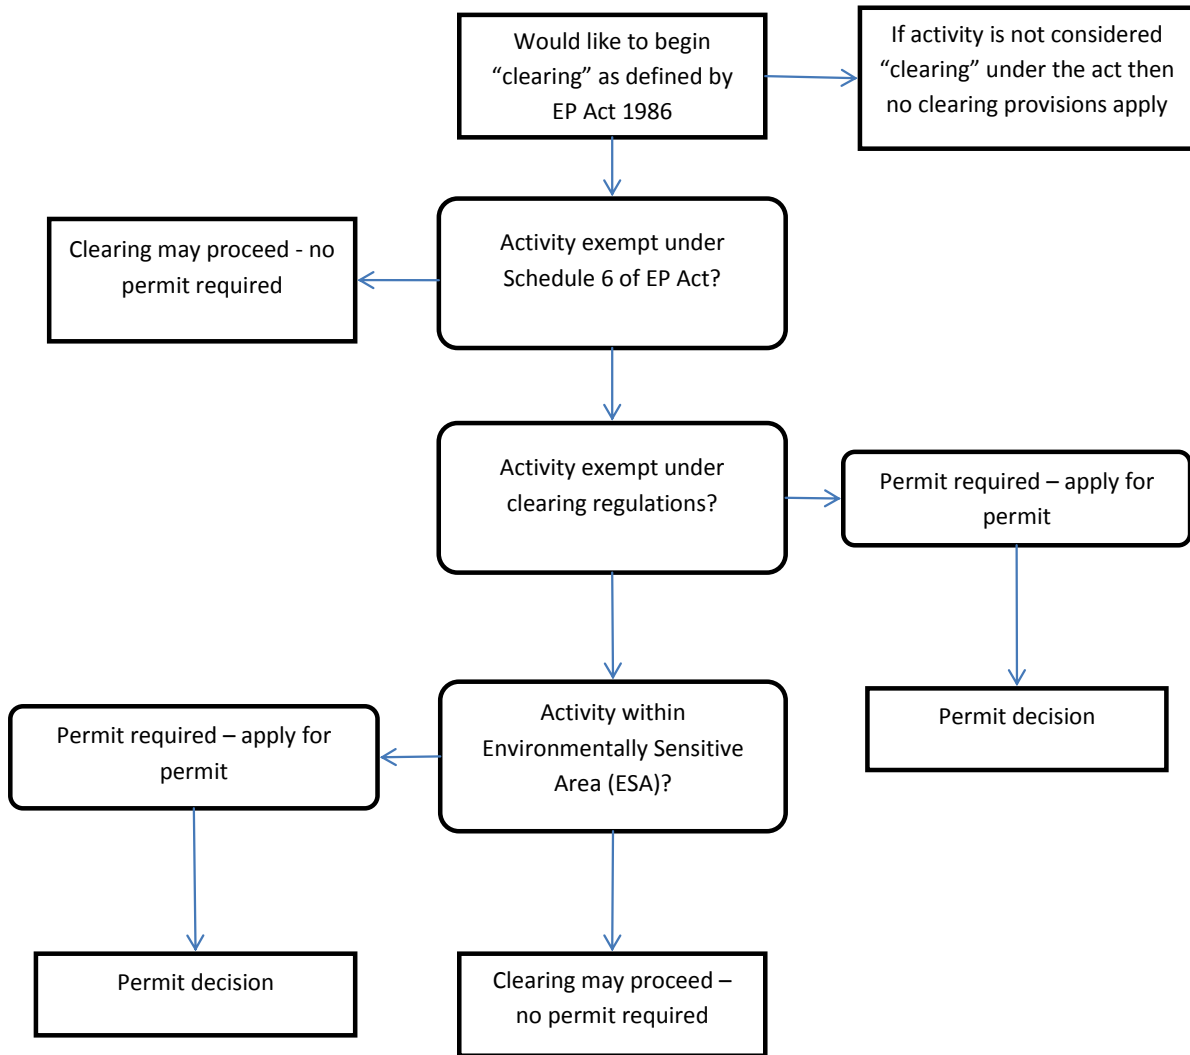 Would like to begin
“clearing” as defined by
EP Act 1986
If activity is not considered
“clearing” under the act then
no clearing provisions apply
Activity exempt under
Schedule 6 of EP Act?
Clearing may proceed - no
permit required
Activity exempt under
clearing regulations?
Permit required – apply for
permit
Activity within
Environmentally Sensitive
Area (ESA)?
Permit required – apply for
permit
Permit decision
Permit decision
Clearing may proceed –
no permit required